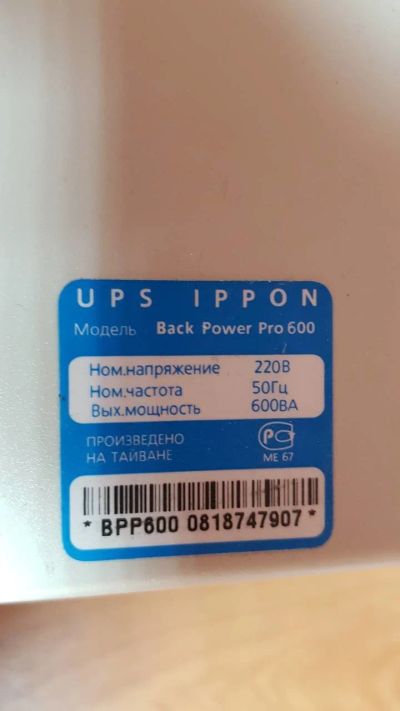 UPS IPPON
Модель Back Power Pro 600
Ном.напряжение 220В
Ном.частота 50Гц
Вых.мощность 600ВА
ПРОИЗВЕДЕНО
НА ТАЙВАНЕ
РС
МЕ 67
* BPP600 0818747907 *